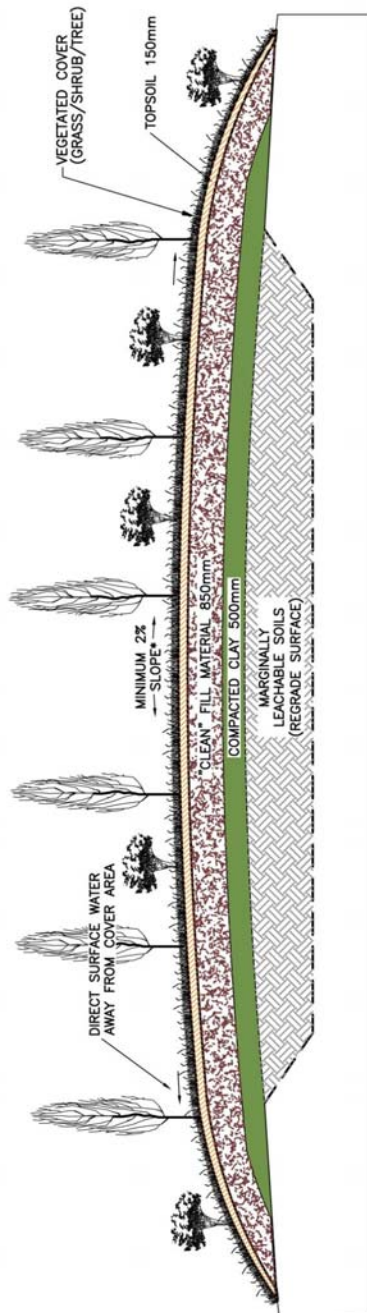 DIRECT SURFACE WATER
AWAY FROM COVER AREA
MINIMUM 2%
SLOPE*
VEGETATED COVER
(GRASS/SHRUB/TREE)
TOPSOIL 150mm
"CLEAN" FILL MATERIAL 850mm
COMPACTED CLAY 500mm
MARGINALLY
LEACHABLE SOILS
(REGRADE SURFACE)